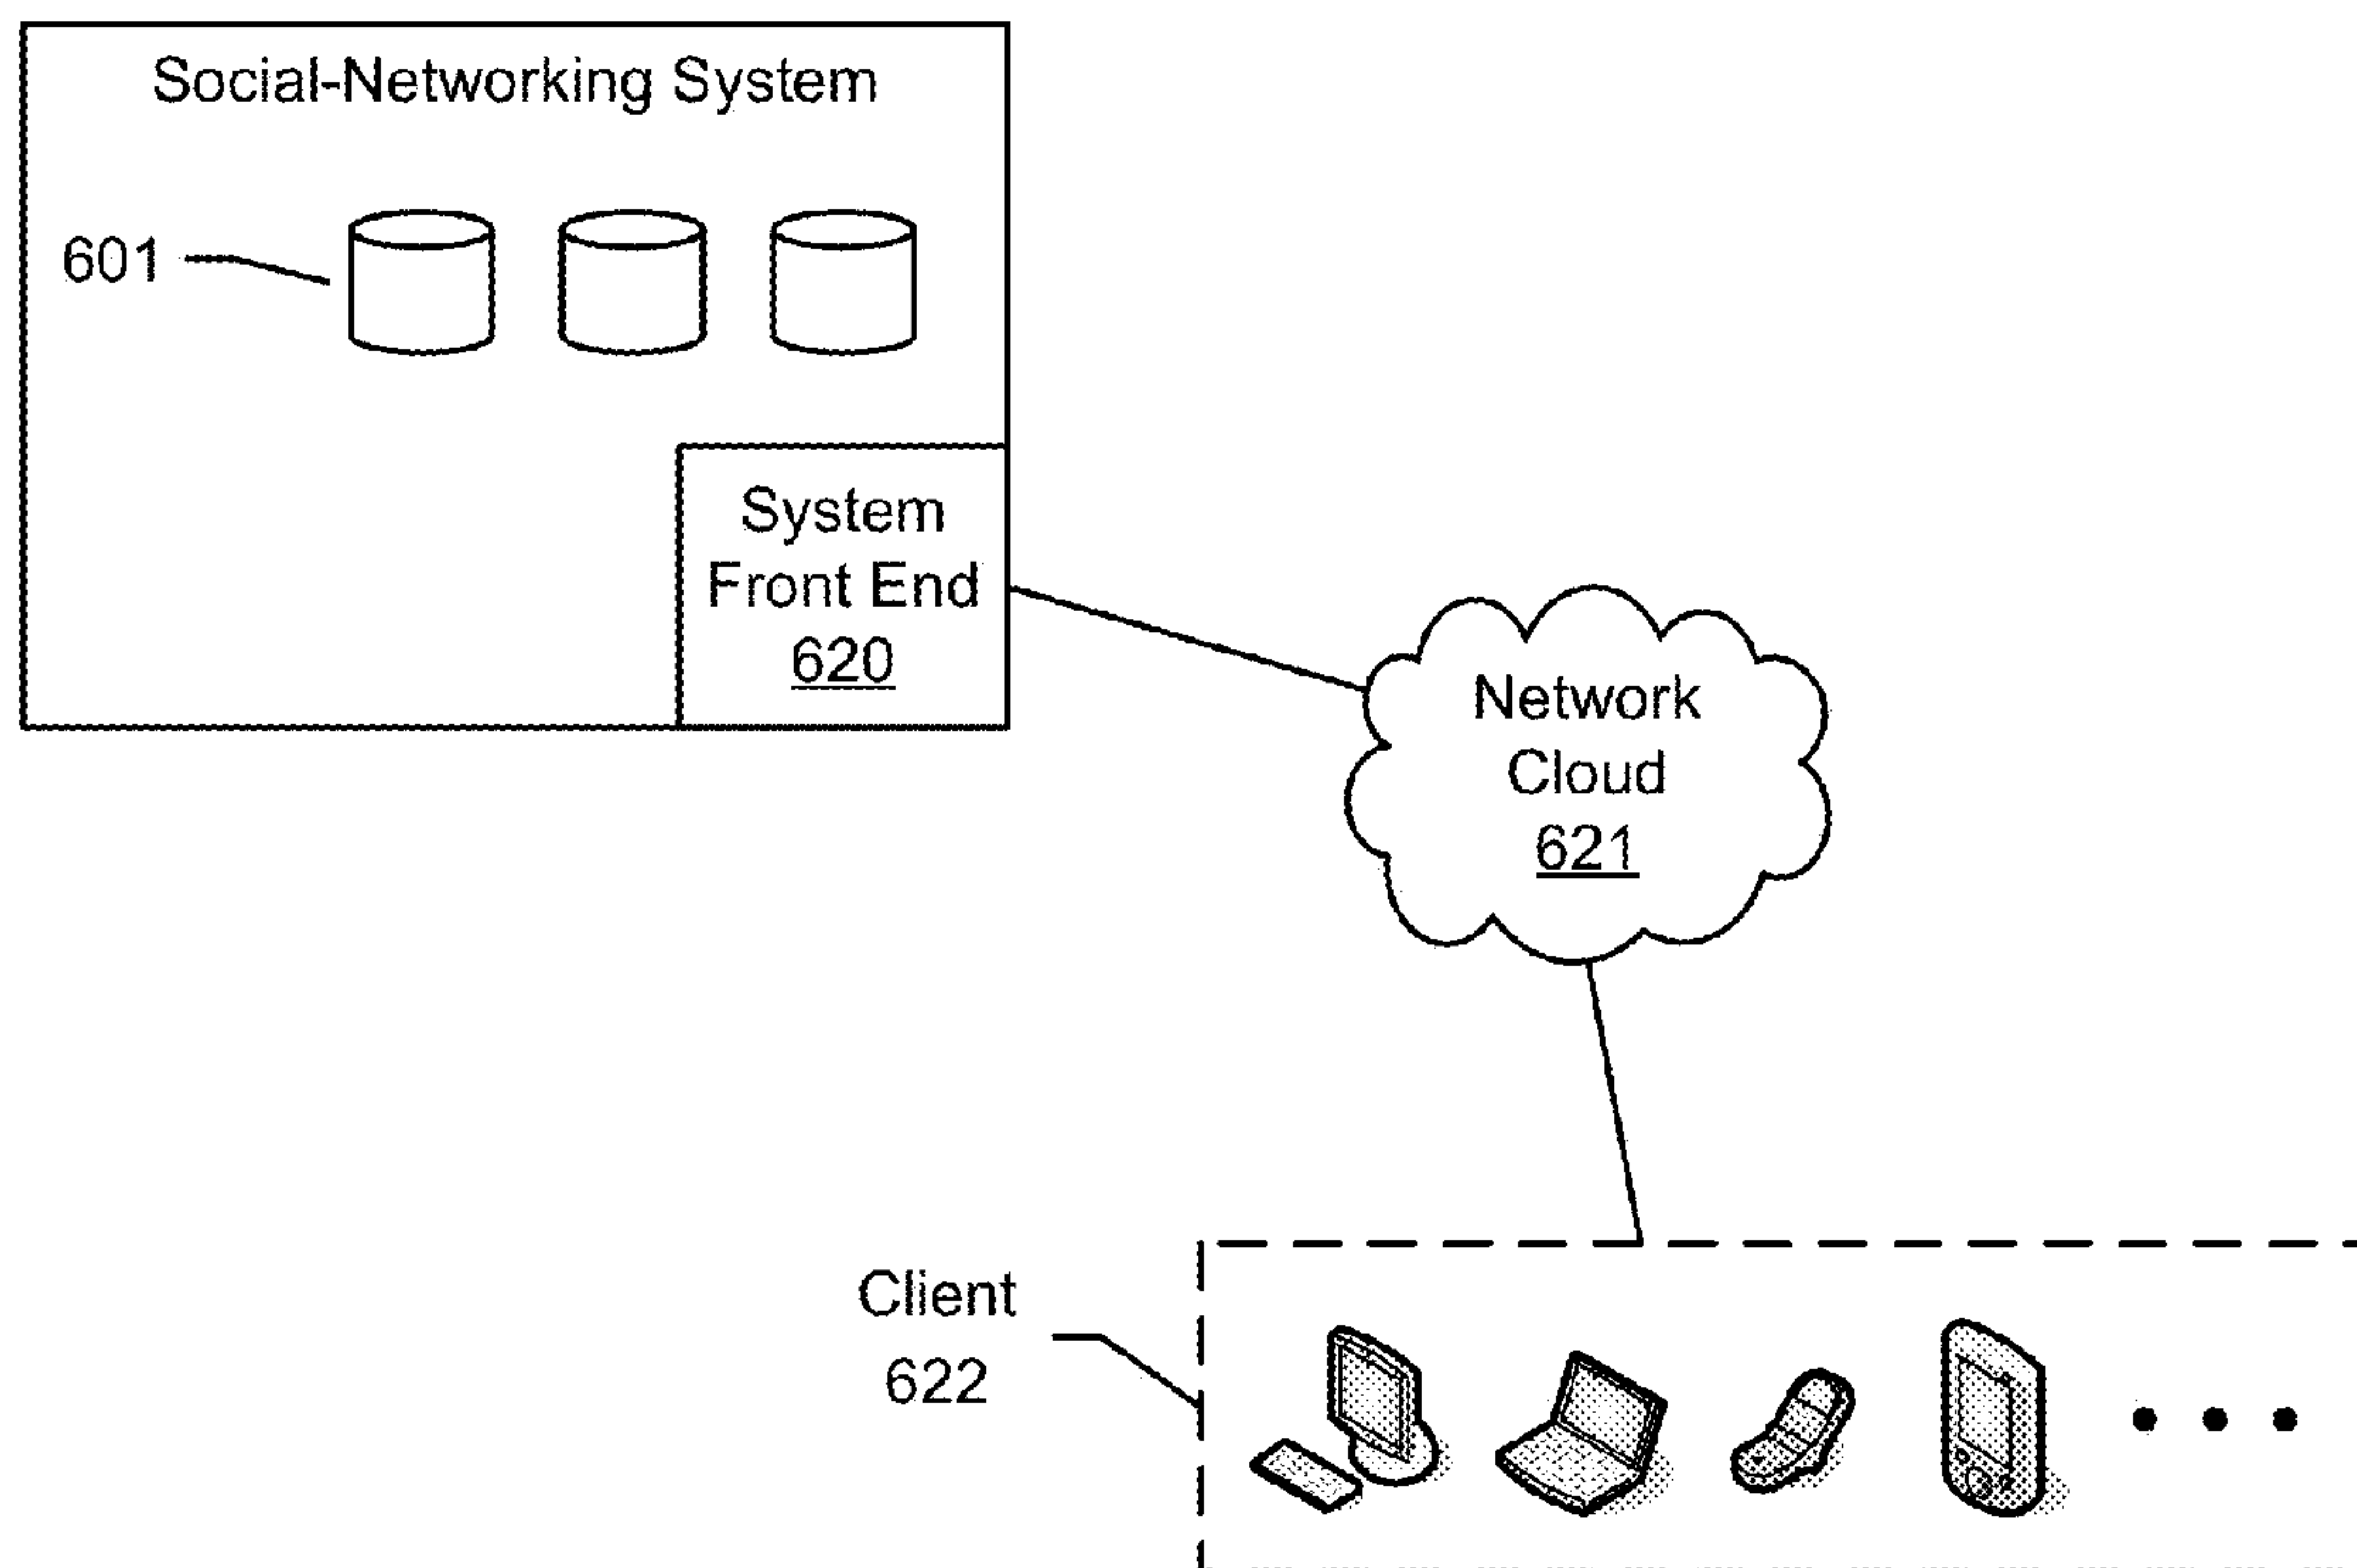 Social-Networking System
601
System
Front End
620
Network
Cloud
621
Client
622